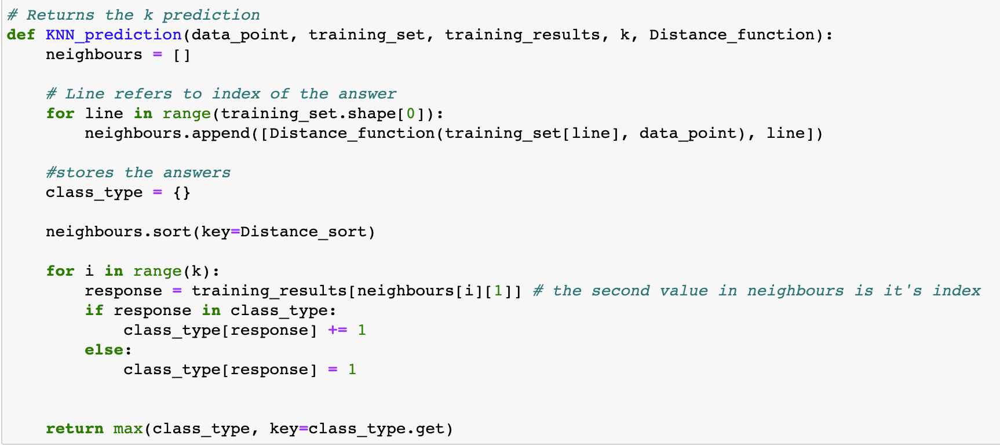 # Returns the k prediction
def KNN_prediction(data_point, training_set, training_results, k, Distance_function):
    neighbours = []

    # Line refers to index of the answer
    for line in range(training_set.shape[0]):
        neighbours.append([Distance_function(training_set[line], data_point), line])

    #stores the answers
    class_type = {}

    neighbours.sort(key=Distance_sort)

    for i in range(k):
        response = training_results[neighbours[i][1]] # the second value in neighbours is it's index
        if response in class_type:
            class_type[response] += 1
        else:
            class_type[response] = 1


    return max(class_type, key=class_type.get)